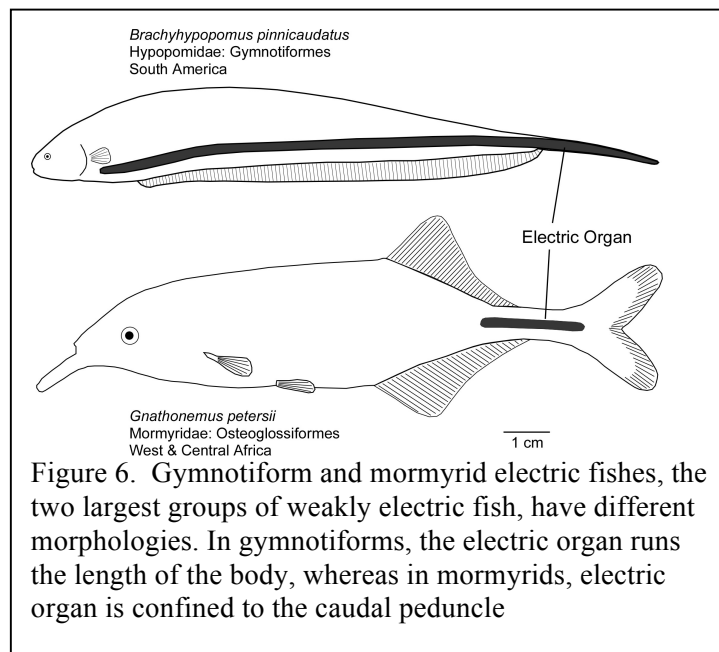 Brachyhypopomus pinnicaudatus
Hypopomidae: Gymnotiformes
South America
Electric Organ
Gnathonemus petersii
Mormyridae: Osteoglossiformes
West & Central Africa
1 cm
Figure 6.  Gymnotiform and mormyrid electric fishes, the
two largest groups of weakly electric fish, have different
morphologies. In gymnotiforms, the electric organ runs
the length of the body, whereas in mormyrids, electric
organ is confined to the caudal peduncle